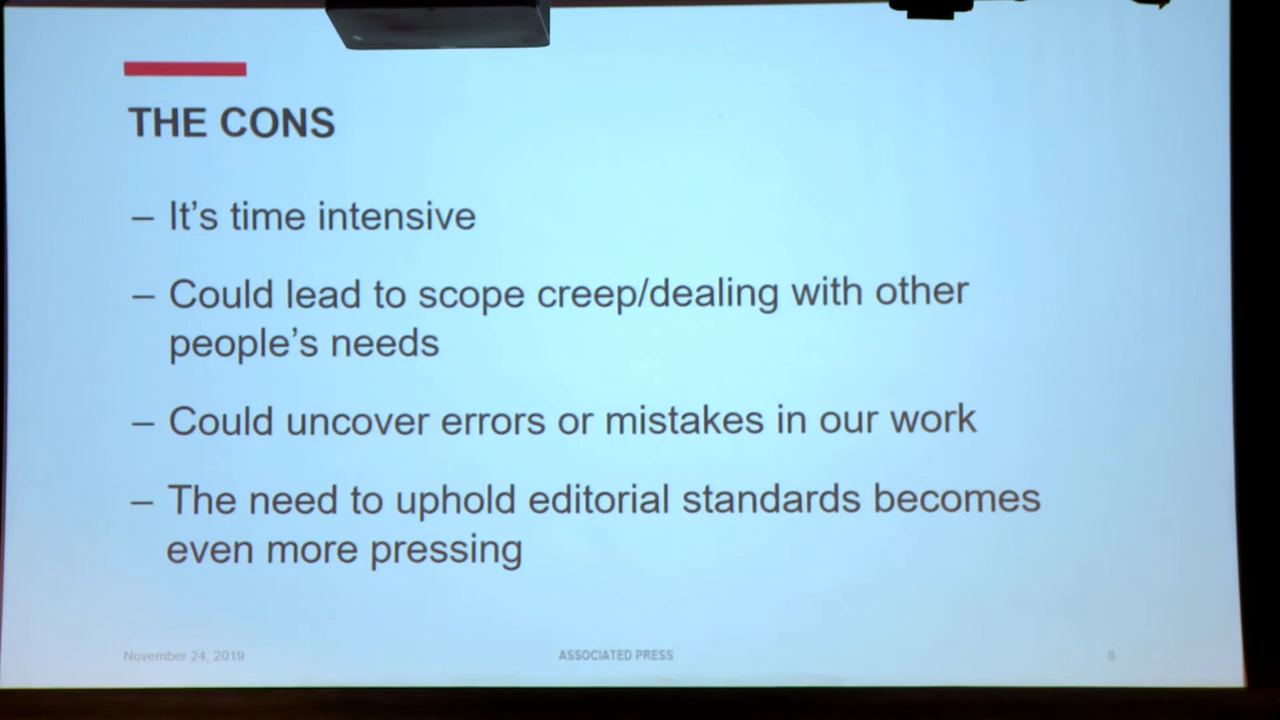 THE CONS
– It’s time intensive
– Could lead to scope creep/dealing with other
people’s needs
– Could uncover errors or mistakes in our work
– The need to uphold editorial standards becomes
even more pressing
November 24, 2019
ASSOCIATED PRESS